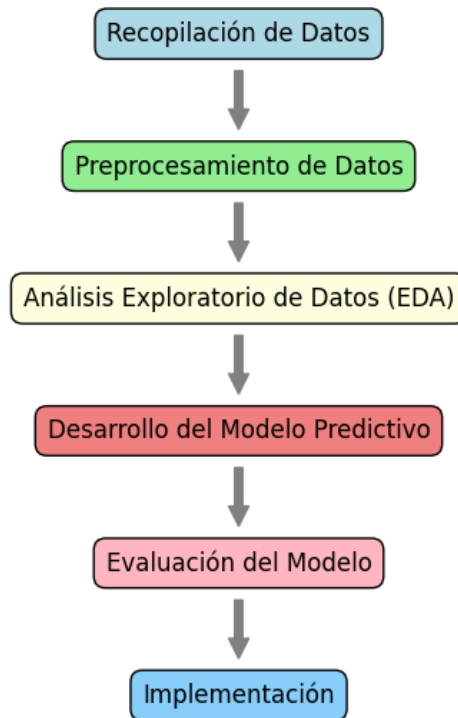 Recopilación de Datos
Preprocesamiento de Datos
Análisis Exploratorio de Datos (EDA)
Desarrollo del Modelo Predictivo
Evaluación del Modelo
Implementación